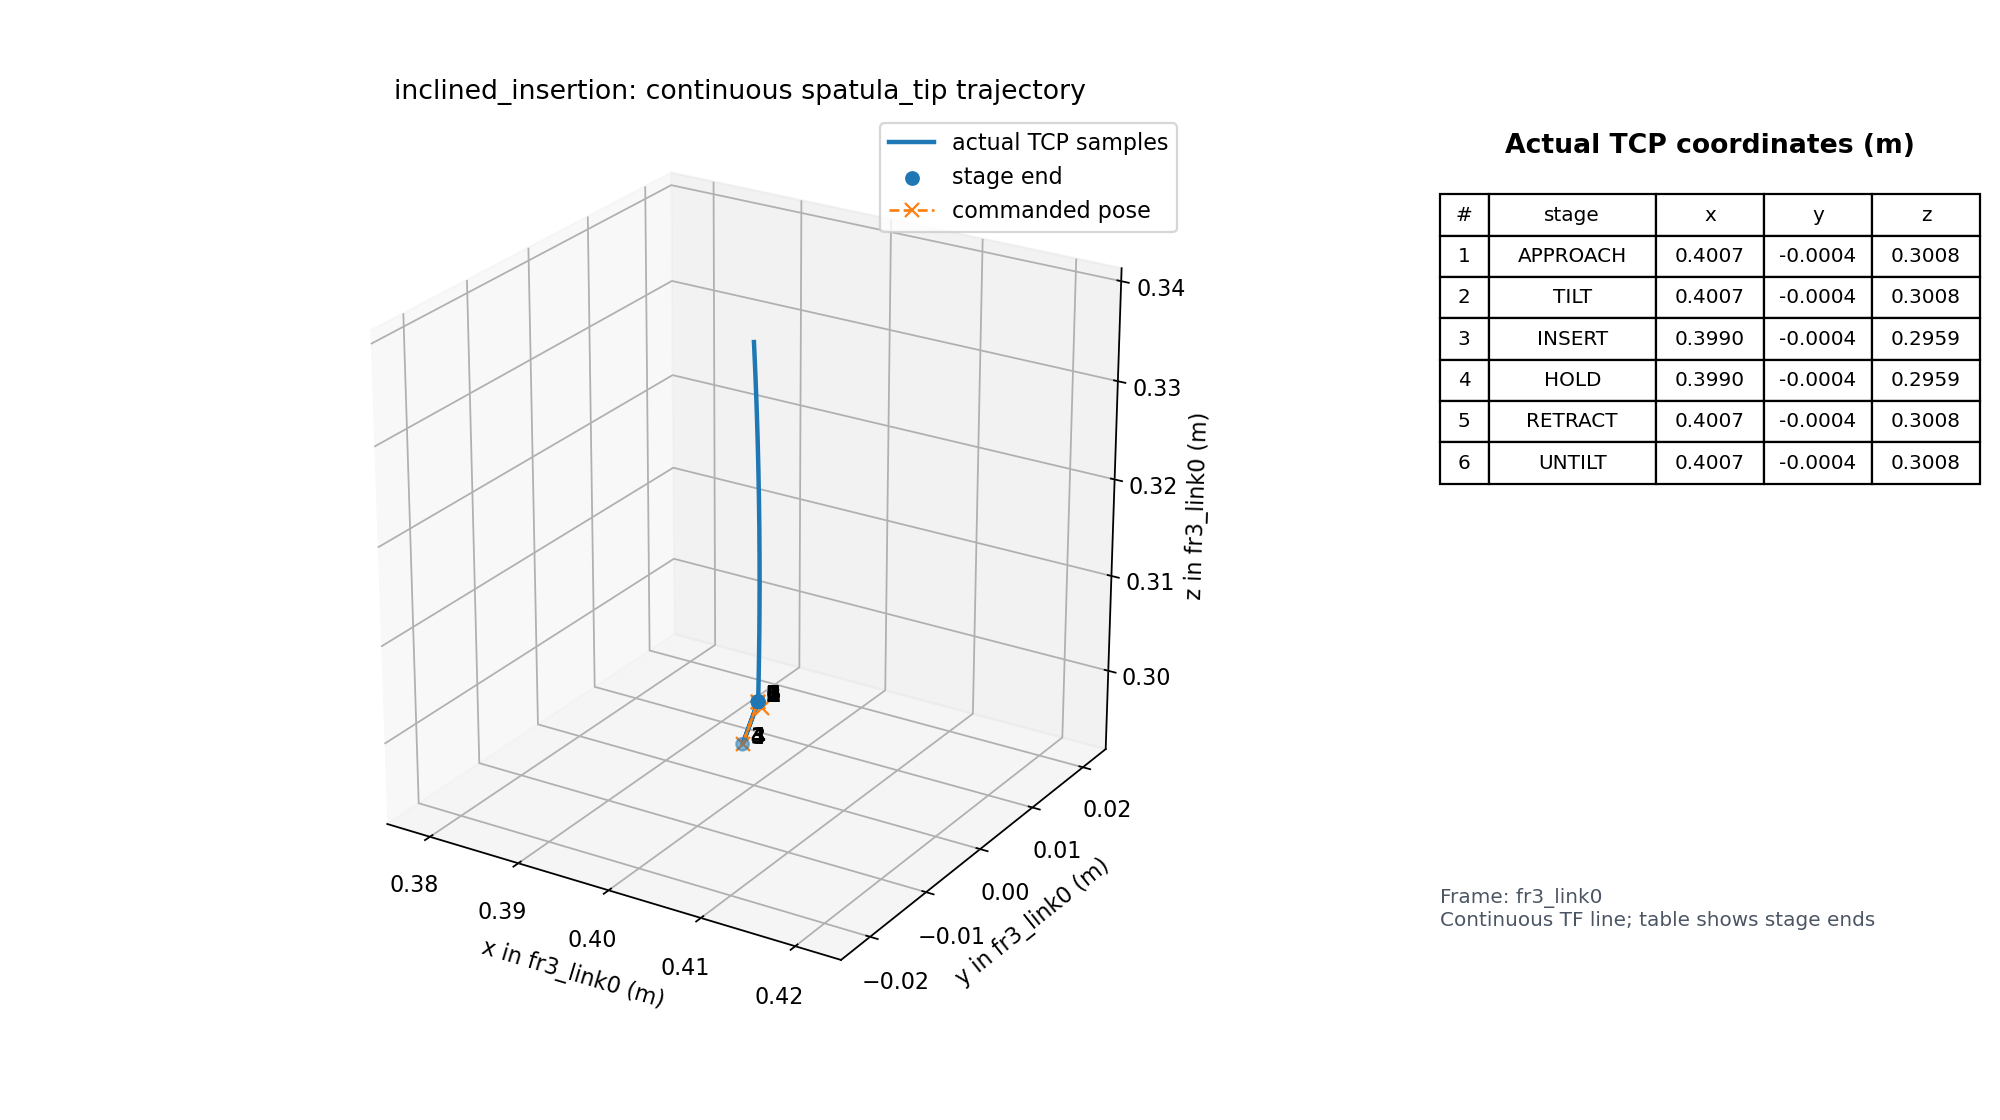 inclined_insertion: continuous spatula_tip trajectory
actual TCP samples
stage end
commanded pose
0.34
0.33
0.32
0.31
0.30
z in fr3_link0 (m)
0.38
0.39
0.40
0.41
0.42
x in fr3_link0 (m)
−0.02
−0.01
0.00
0.01
0.02
y in fr3_link0 (m)
Actual TCP coordinates (m)
# stage x y z
1 APPROACH 0.4007 -0.0004 0.3008
2 TILT 0.4007 -0.0004 0.3008
3 INSERT 0.3990 -0.0004 0.2959
4 HOLD 0.3990 -0.0004 0.2959
5 RETRACT 0.4007 -0.0004 0.3008
6 UNTILT 0.4007 -0.0004 0.3008
Frame: fr3_link0
Continuous TF line; table shows stage ends